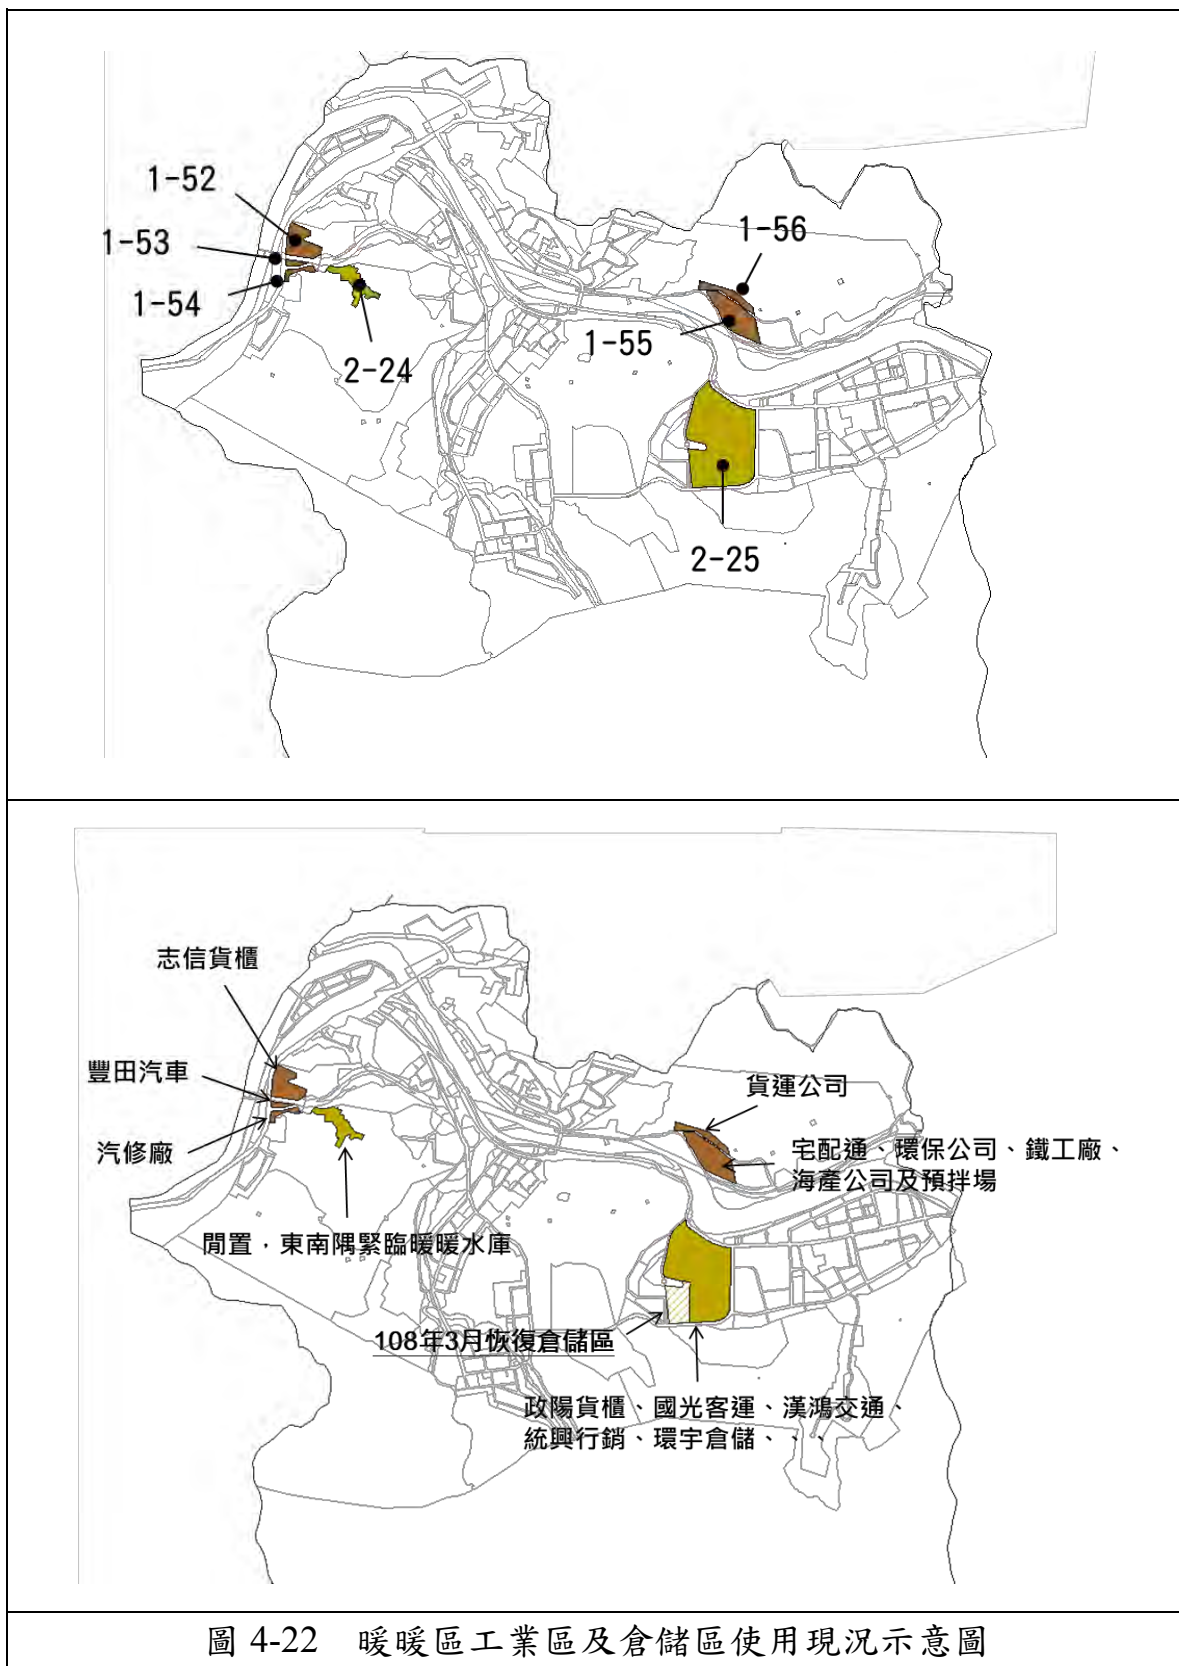 1-52
1-53
1-54
2-24
1-56
1-55
2-25
志信貨櫃
豐田汽車
汽修廠
閒置，東南隅緊臨暖暖水庫
貨運公司
宅配通、環保公司、鐵工廠、
海產公司及預拌場
108年3月恢復倉儲區
政陽貨櫃、國光客運、漢鴻交通、
統興行銷、環宇倉儲、、、
圖 4-22 暖暖區工業區及倉儲區使用現況示意圖